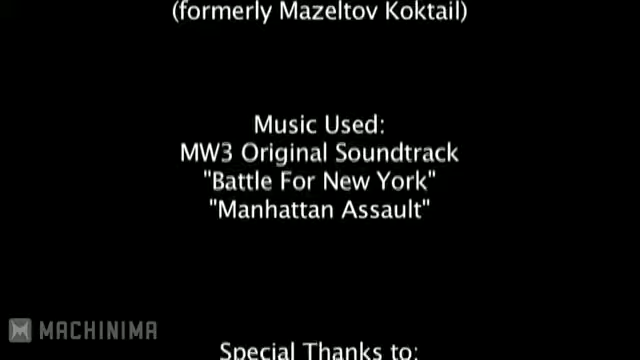 (formerly Mazeltov Koktail)
Music Used:
MW3 Original Soundtrack
"Battle For New York"
"Manhattan Assault"
MACHINIMA
Special Thanks to: